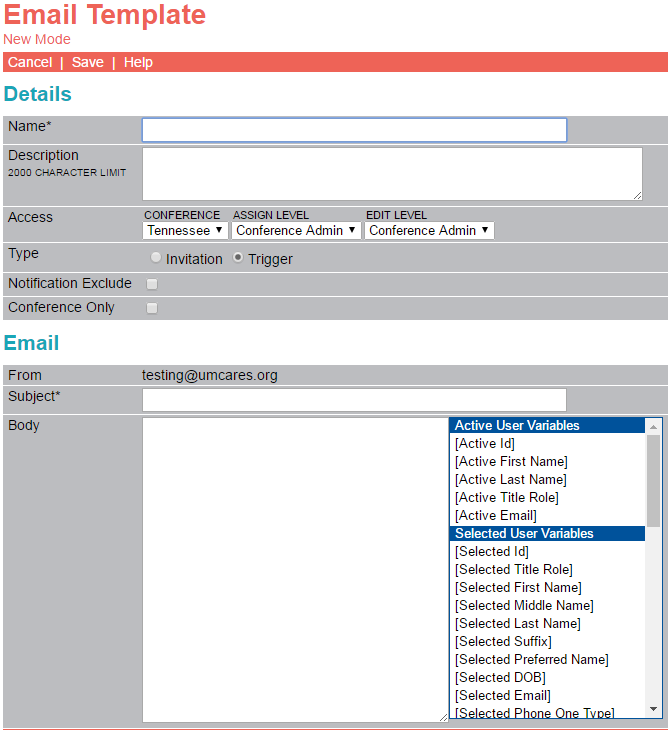 Email Template
New Mode
Cancel | Save | Help
Details
Name*
Description
2000 CHARACTER LIMIT
Access
CONFERENCE ASSIGN LEVEL EDIT LEVEL
Tennessee Conference Admin Conference Admin
Type
Invitation Trigger
Notification Exclude
Conference Only
Email
From testing@umcares.org
Subject*
Body
Active User Variables
[Active Id]
[Active First Name]
[Active Last Name]
[Active Title Role]
[Active Email]
Selected User Variables
[Selected Id]
[Selected Title Role]
[Selected First Name]
[Selected Middle Name]
[Selected Last Name]
[Selected Suffix]
[Selected Preferred Name]
[Selected DOB]
[Selected Email]
[Selected Phone One Type]